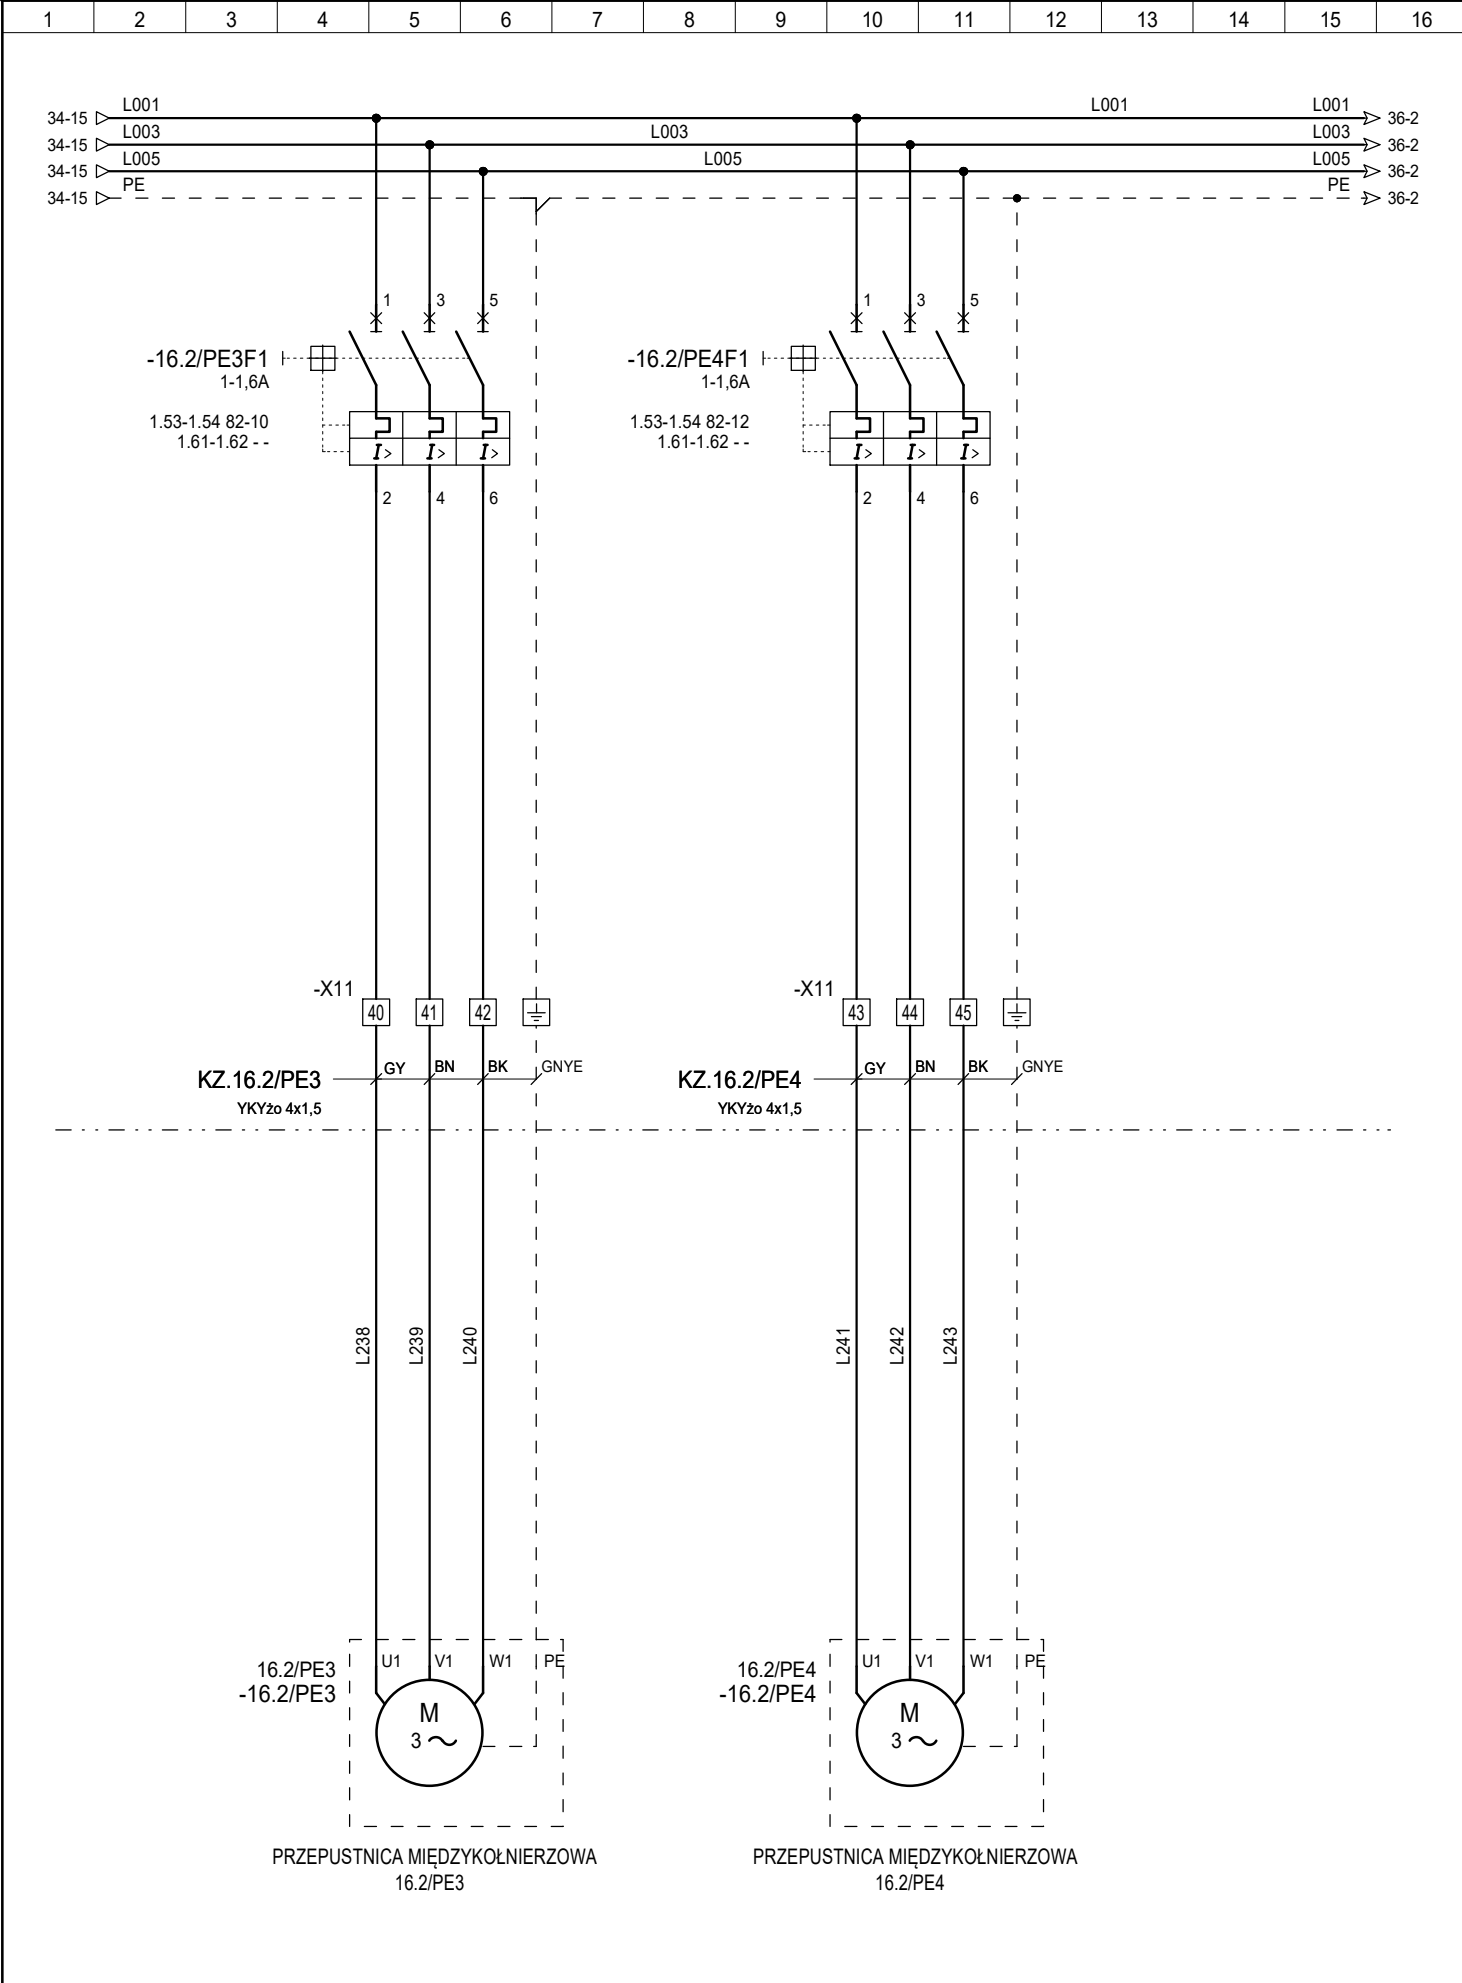 1 2 3 4 5 6 7 8 9 10 11 12 13 14 15 16
34-15 L001 L001 L001 36-2
34-15 L003 L003 L003 36-2
34-15 L005 L005 L005 36-2
34-15 PE PE 36-2
1 3 5 1 3 5
-16.2/PE3F1 -16.2/PE4F1
1-1,6A 1-1,6A
1.53-1.54 82-10 1.53-1.54 82-12
1.61-1.62 - - 1.61-1.62 - -
I> I> I> I> I> I>
2 4 6 2 4 6
-X11 -X11
40 41 42 43 44 45
GY BN BK GNYE GY BN BK GNYE
KZ.16.2/PE3 KZ.16.2/PE4
YKYżo 4x1,5 YKYżo 4x1,5
L238 L239 L240 L241 L242 L243
U1 V1 W1 PE U1 V1 W1 PE
16.2/PE3 16.2/PE4
-16.2/PE3 -16.2/PE4
M M
3 ~ 3 ~
PRZEPUSTNICA MIĘDZYKOŁNIERZOWA PRZEPUSTNICA MIĘDZYKOŁNIERZOWA
16.2/PE3 16.2/PE4